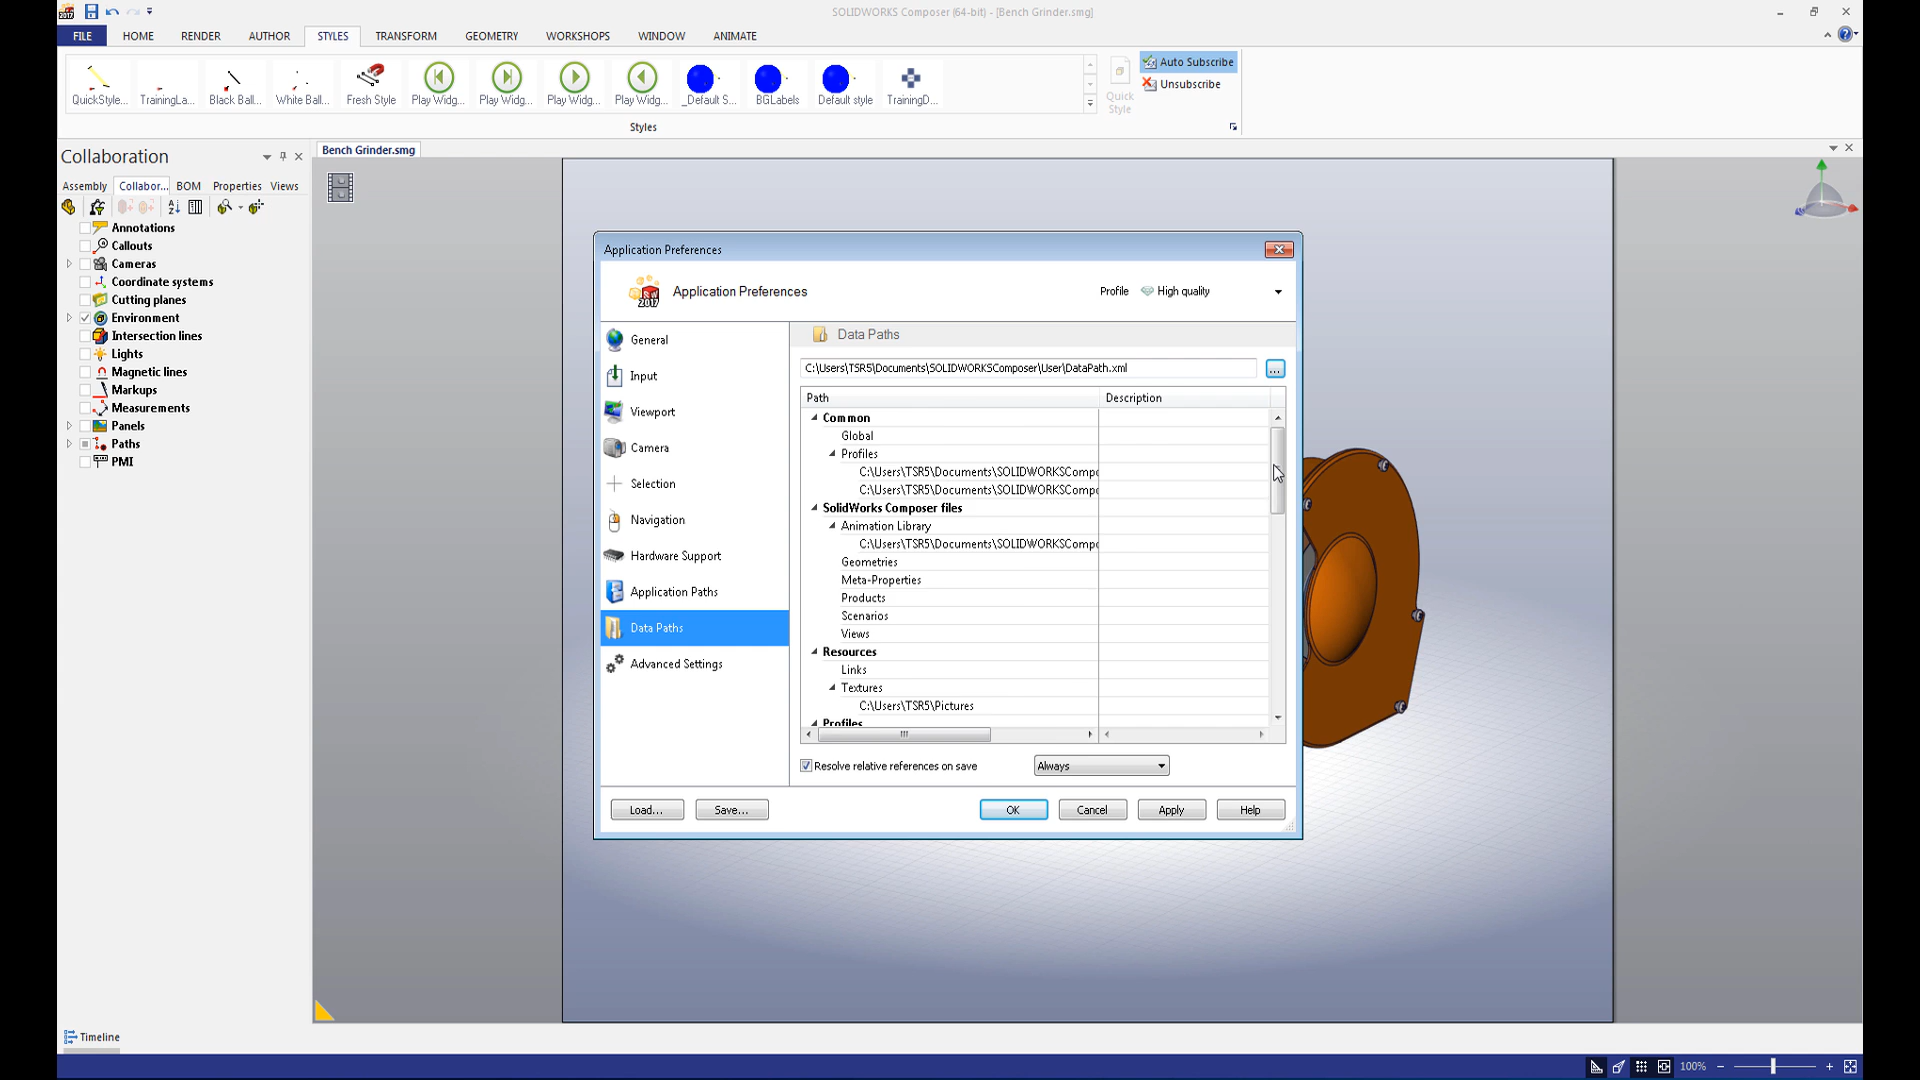 SOLIDWORKS Composer (64-bit) - [Bench Grinder.smg]
FILE HOME RENDER AUTHOR STYLES TRANSFORM GEOMETRY WORKSHOPS WINDOW ANIMATE
QuickStyle... TrainingLa... Black Ball... White Ball... Fresh Style Play Widg... Play Widg... Play Widg... Play Widg... _Default S... BGLabels Default style TrainingD...
Quick Style
Auto Subscribe
Unsubscribe
Styles
Collaboration
Bench Grinder.smg
Assembly Collabor... BOM Properties Views
Annotations
Callouts
Cameras
Coordinate systems
Cutting planes
Environment
Intersection lines
Lights
Magnetic lines
Markups
Measurements
Panels
Paths
PMI
Application Preferences
Application Preferences
Profile High quality
General
Input
Viewport
Camera
Selection
Navigation
Hardware Support
Application Paths
Data Paths
Advanced Settings
Data Paths
C:\Users\TSR5\Documents\SOLIDWORKSComposer\User\DataPath.xml
...
Path Description
Common
Global
Profiles
C:\Users\TSR5\Documents\SOLIDWORKSCompo
C:\Users\TSR5\Documents\SOLIDWORKSCompo
SolidWorks Composer files
Animation Library
C:\Users\TSR5\Documents\SOLIDWORKSCompo
Geometries
Meta-Properties
Products
Scenarios
Views
Resources
Links
Textures
C:\Users\TSR5\Pictures
Profiles
Resolve relative references on save Always
Load... Save... OK Cancel Apply Help
Timeline
100%